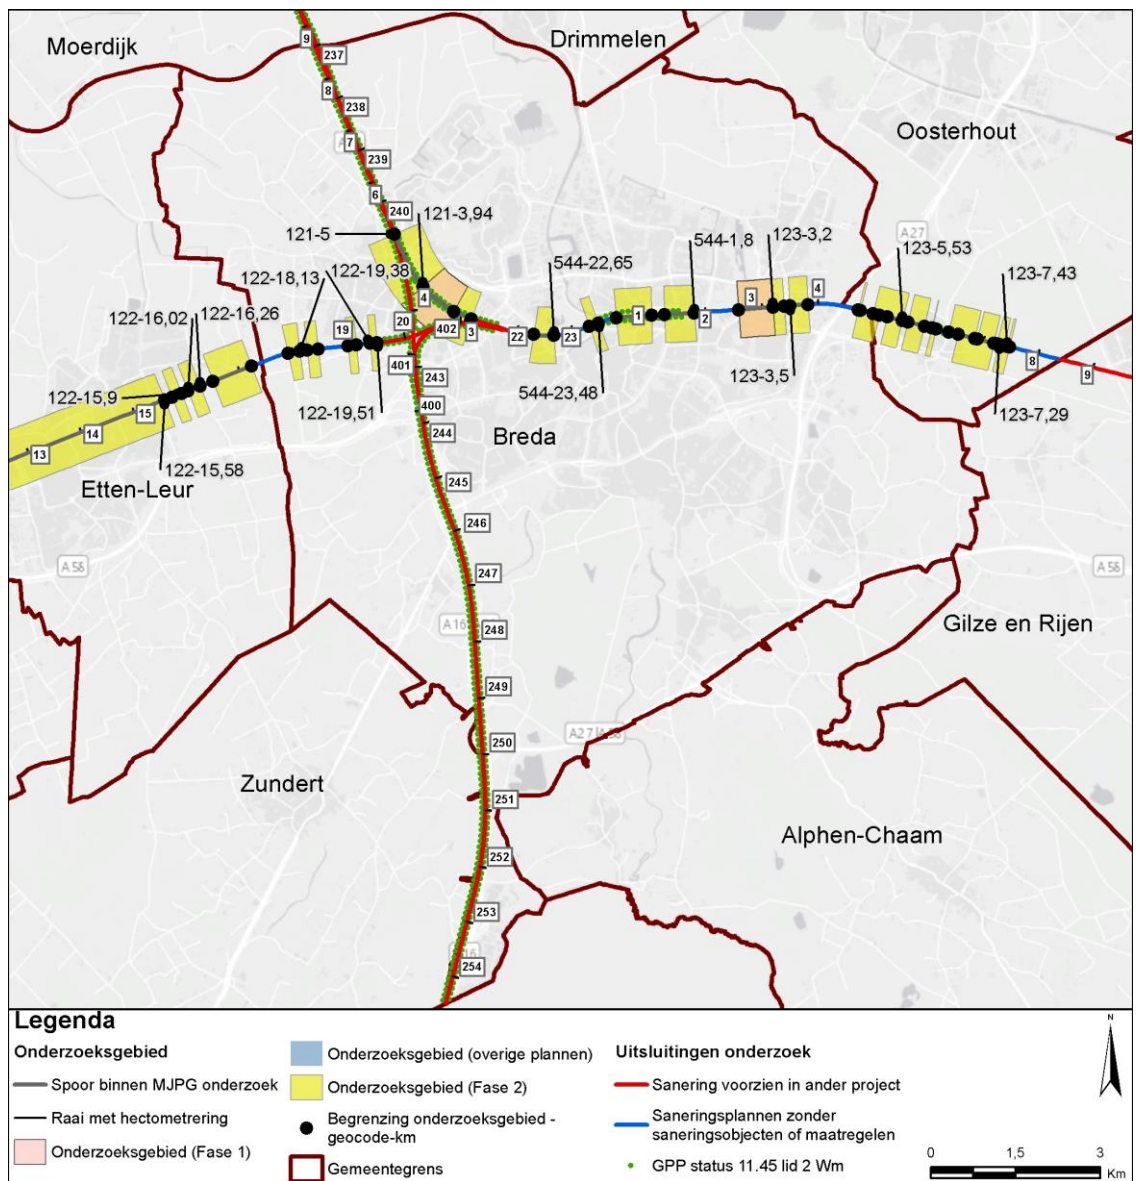 Moerdijk
Drimmelen
Oosterhout
9
237
8
238
7
239
6
240
121-5
121-3,94
A27
122-18,13
122-19,38
544-22,65
544-1,8
123-3,2
123-5,53
123-7,43
122-16,02
122-16,26
19
20
4
402
3
22
23
1
2
3
4
8
9
401
243
400
244
122-15,9
15
14
13
122-15,58
122-19,51
544-23,48
123-3,5
123-7,29
Breda
Etten-Leur
A58
A58
245
246
247
A16
248
249
250
251
252
253
254
A27
Gilze en Rijen
Zundert
Alphen-Chaam
Legenda
Onderzoeksgebied
Spoor binnen MJPG onderzoek
Raai met hectometrering
Onderzoeksgebied (Fase 1)
Onderzoeksgebied (overige plannen)
Onderzoeksgebied (Fase 2)
Begrenzing onderzoeksgebied -
geocode-km
Gemeentegrens
Uitsluitingen onderzoek
Sanering voorzien in ander project
Saneringsplannen zonder
saneringsobjecten of maatregelen
GPP status 11.45 lid 2 Wm
N
0 1,5 3
Km